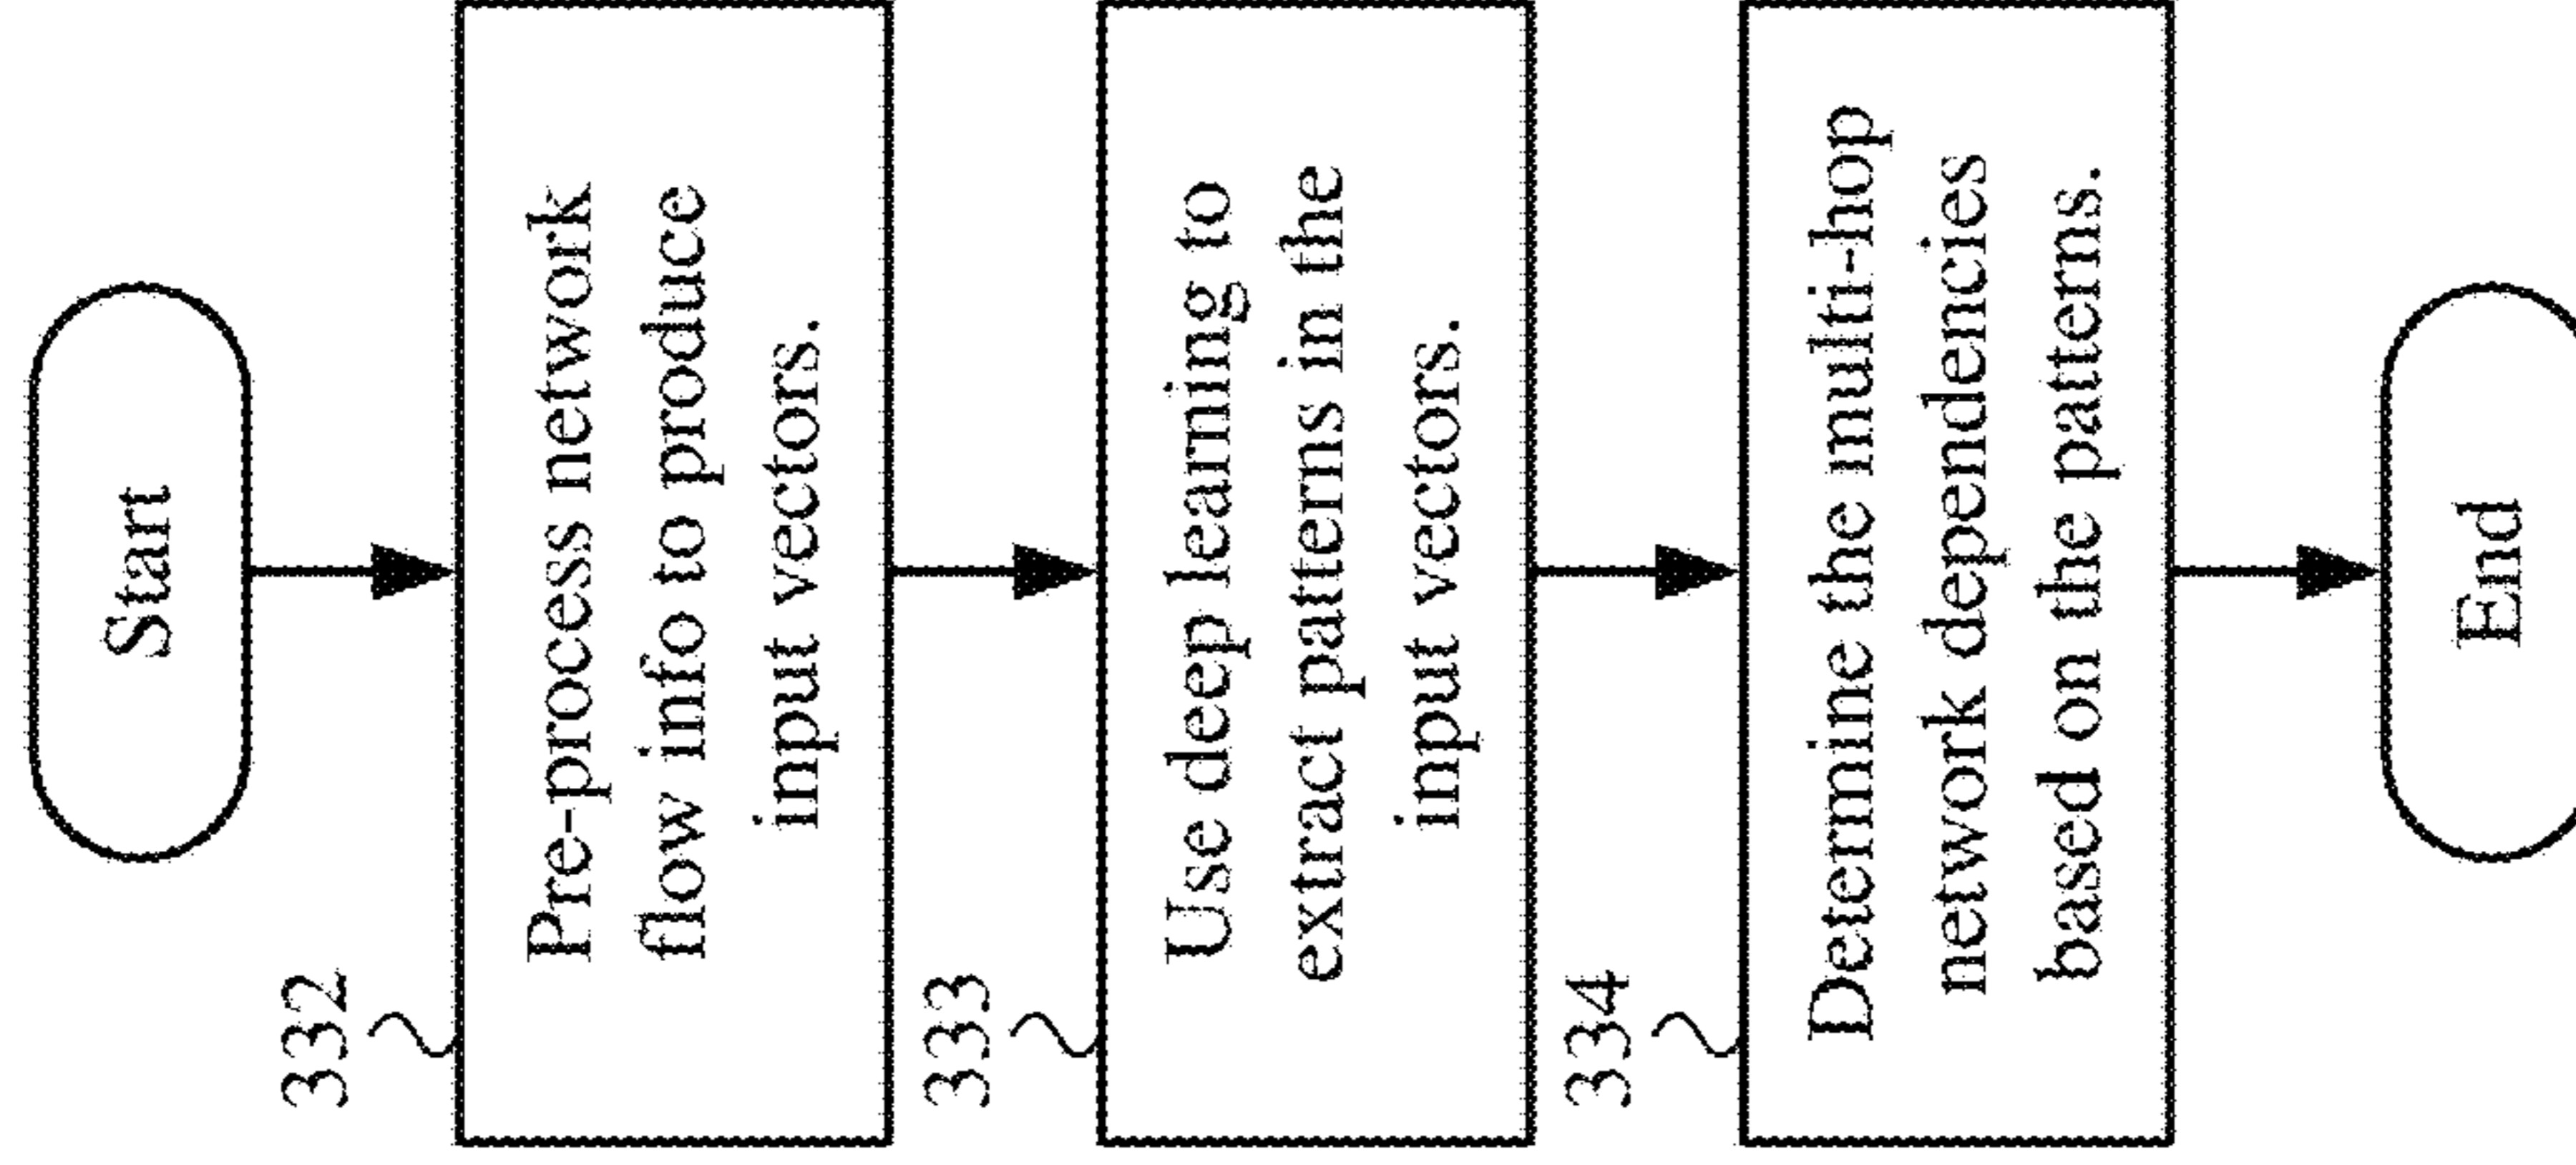 Start
332
Pre-process network
flow info to produce
input vectors.
333
Use deep learning to
extract patterns in the
input vectors.
334
Determine the multi-hop
network dependencies
based on the patterns.
End